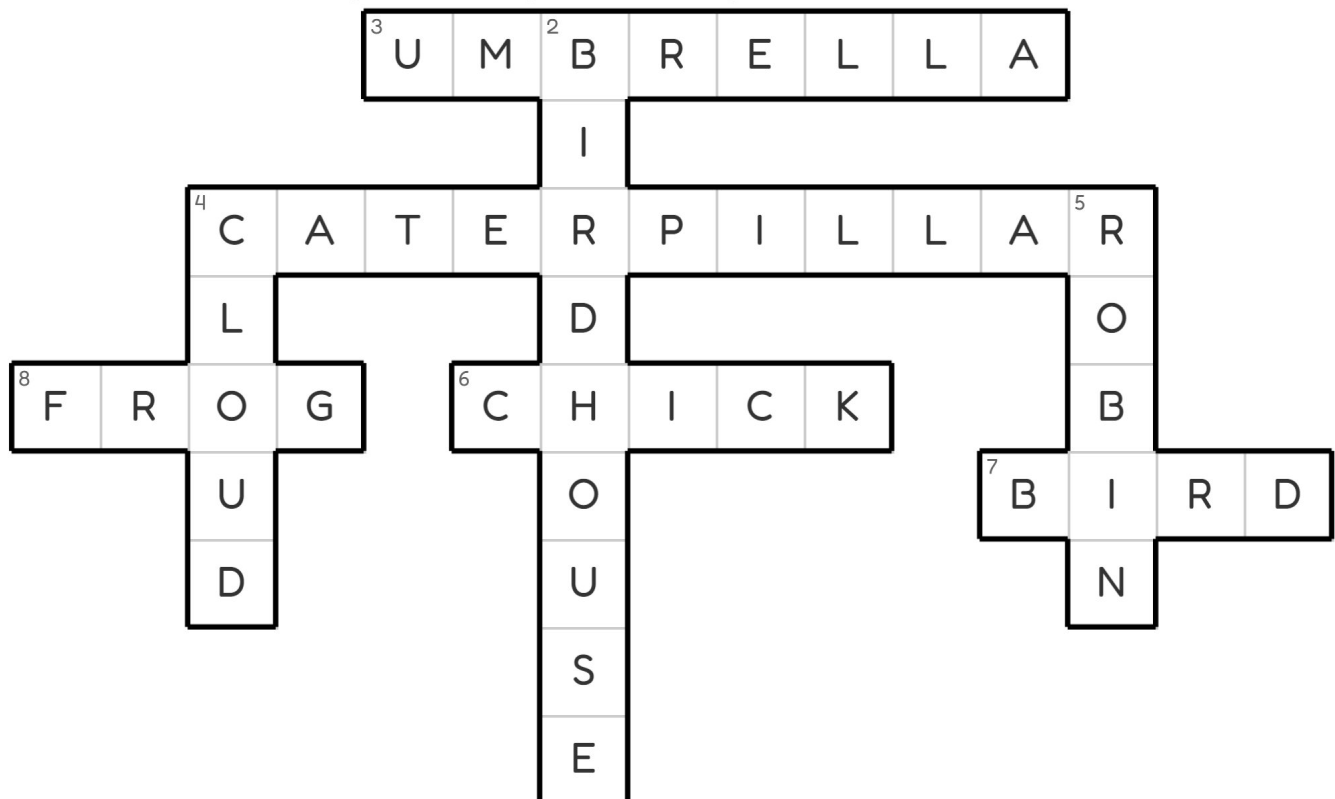 3 U M 2 B R E L L A
I
4 C A T E R P I L L A 5 R
L D O
8 F R O G 6 C H I C K B
U O 7 B I R D
D U N
S
E